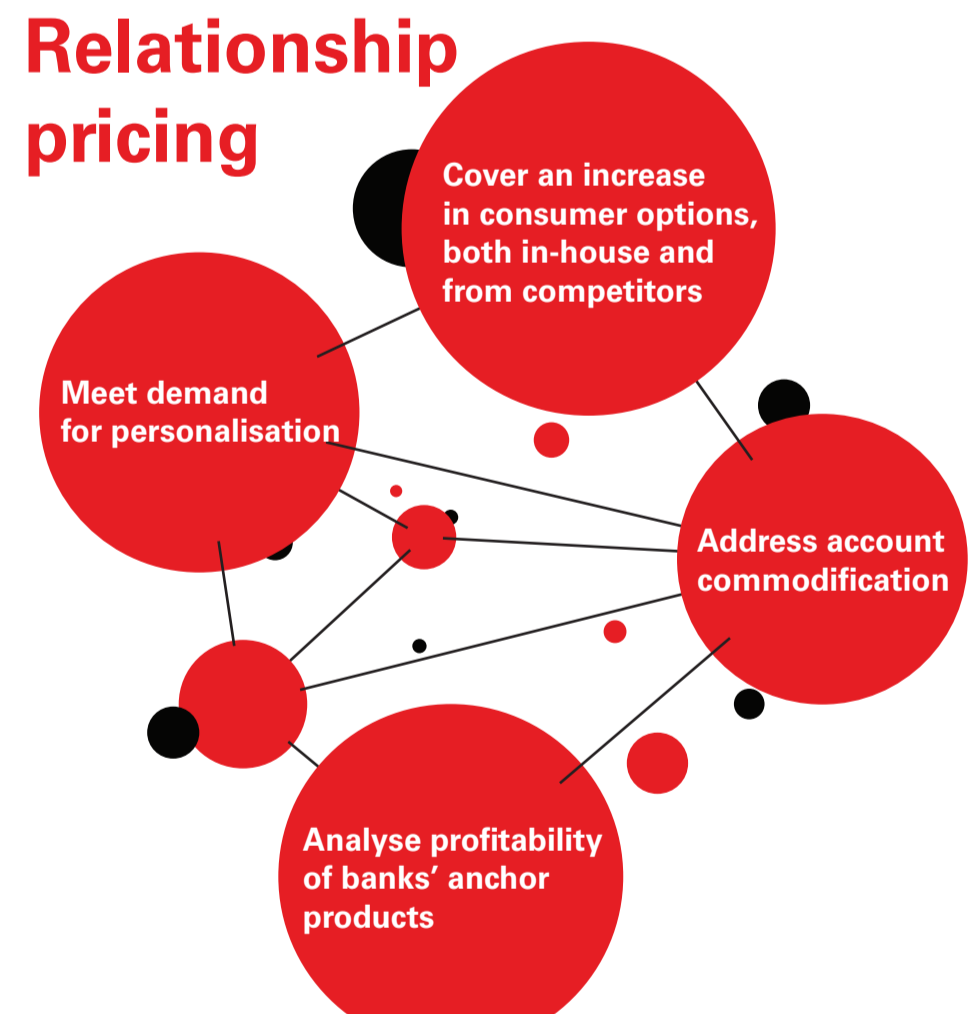 Relationship
pricing
Cover an increase
in consumer options,
both in-house and
from competitors
Meet demand
for personalisation
Address account
commodification
Analyse profitability
of banks’ anchor
products